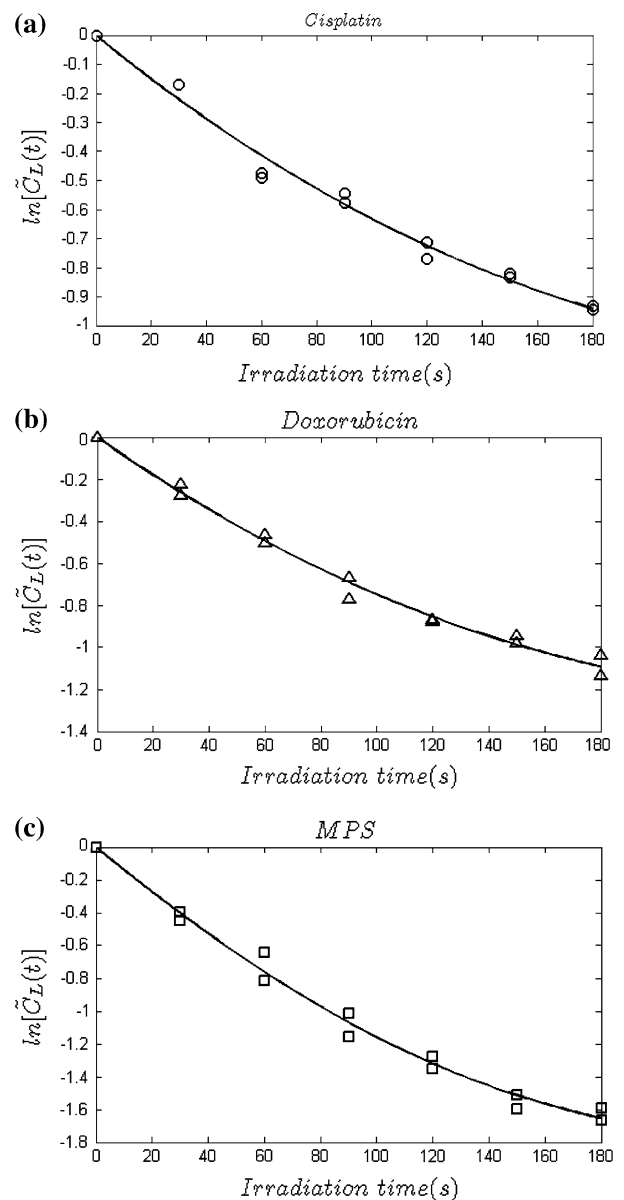 (a)
Cisplatin
0
-0.1
-0.2
-0.3
-0.4
-0.5
-0.6
-0.7
-0.8
-0.9
-1
ln[C̃_L(t)]
0 20 40 60 80 100 120 140 160 180
Irradiation time(s)
(b)
Doxorubicin
0
-0.2
-0.4
-0.6
-0.8
-1
-1.2
-1.4
ln[C̃_L(t)]
0 20 40 60 80 100 120 140 160 180
Irradiation time(s)
(c)
MPS
0
-0.2
-0.4
-0.6
-0.8
-1
-1.2
-1.4
-1.6
-1.8
ln[C̃_L(t)]
0 20 40 60 80 100 120 140 160 180
Irradiation time(s)